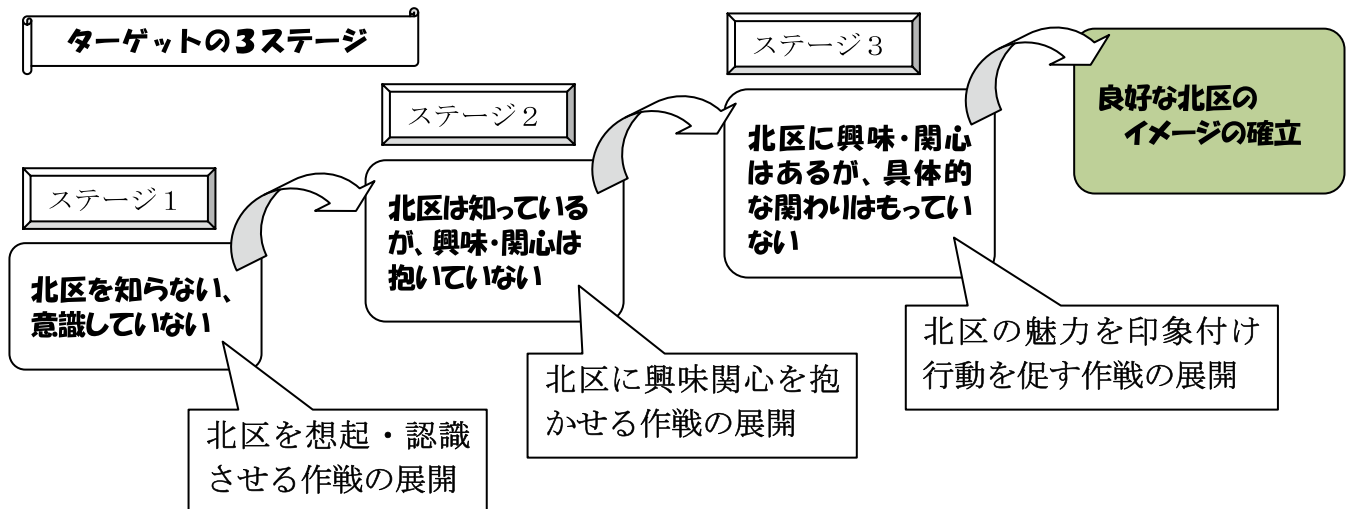 ターゲットの3ステージ
ステージ1
北区を知らない、
意識していない
北区を想起・認識
させる作戦の展開
ステージ2
北区は知っている
が、興味・関心は
抱いていない
北区に興味関心を抱
かせる作戦の展開
ステージ3
北区に興味・関心
はあるが、具体的
な関わりはもってい
ない
北区の魅力を印象付け
行動を促す作戦の展開
良好な北区の
イメージの確立